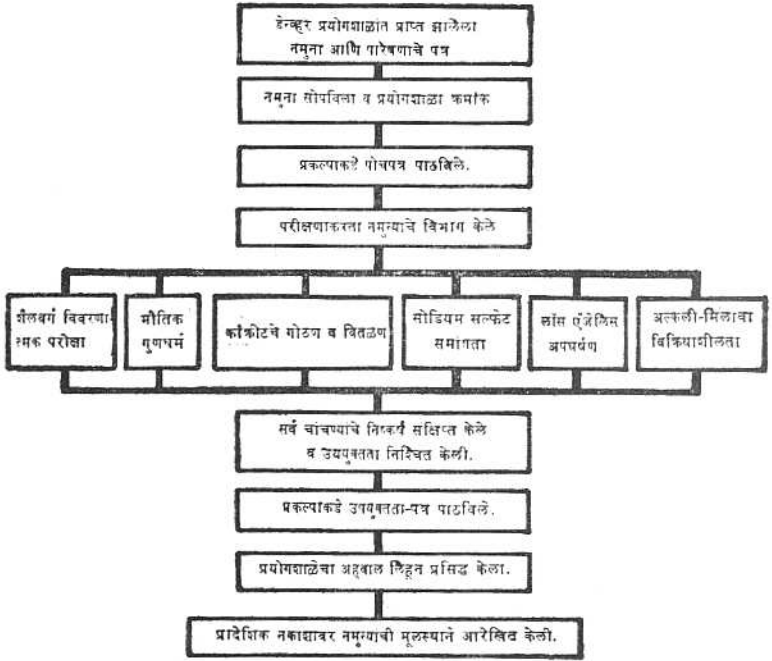 डेन्व्हर प्रयोगशाळांत प्राप्त झालेला
नमुना आणि पारेषणाचे पत्र
नमुना सोपविला व प्रयोगशाळा क्रमांक
प्रकल्पाकडे पोचपत्र पाठविले.
परीक्षणाकरता नमुन्याचे विभाग केले
शैलवर्ग विवरणा-
त्मक परीक्षा
भौतिक
गुणधर्म
काँक्रीटचे गोठण व वितळण
सोडियम सल्फेट
समांगता
लॉस एंजेलिस
अपघर्षण
अल्कली-मिलावा
विक्रियाशीलता
सर्व चांचण्याचे निष्कर्ष संक्षिप्त केले
व उपयुक्तता निश्चित केली.
प्रकल्पाकडे उपयुक्तता-पत्र पाठविले.
प्रयोगशाळेचा अहवाल लिहून प्रसिद्ध केला.
प्रादेशिक नकाशावर नमुन्यांची मूलस्थाने आरेखित केली.